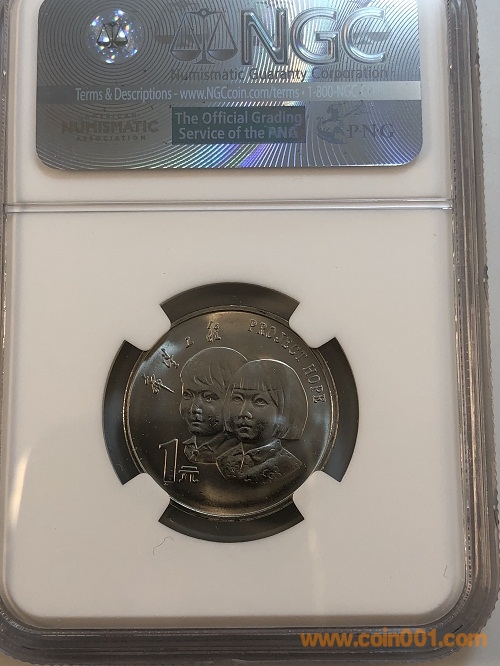 NGC
Numismatic Guaranty Corporation
Terms & Descriptions - www.NGCcoin.com/terms • 1-800-NGC
NUMISMATIC
ASSOCIATION
The Official Grading
Service of the PNG
PNG
希望工程 PROJECT HOPE
1元
www.coin001.com